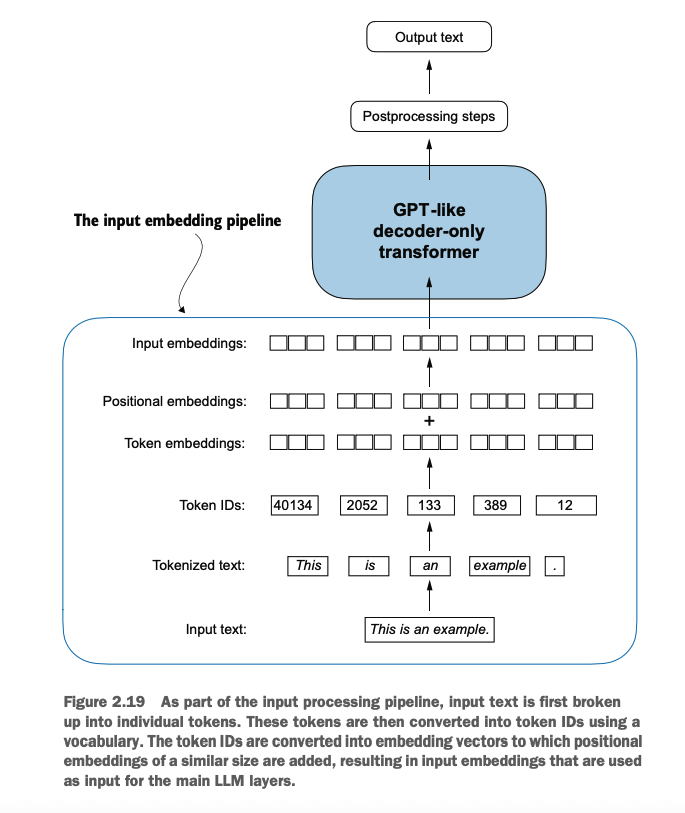 Output text
Postprocessing steps
GPT-like
decoder-only
transformer
The input embedding pipeline
Input embeddings:
Positional embeddings:
+
Token embeddings:
Token IDs: 40134 2052 133 389 12
Tokenized text: This is an example .
Input text: This is an example.
Figure 2.19 As part of the input processing pipeline, input text is first broken
up into individual tokens. These tokens are then converted into token IDs using a
vocabulary. The token IDs are converted into embedding vectors to which positional
embeddings of a similar size are added, resulting in input embeddings that are used
as input for the main LLM layers.